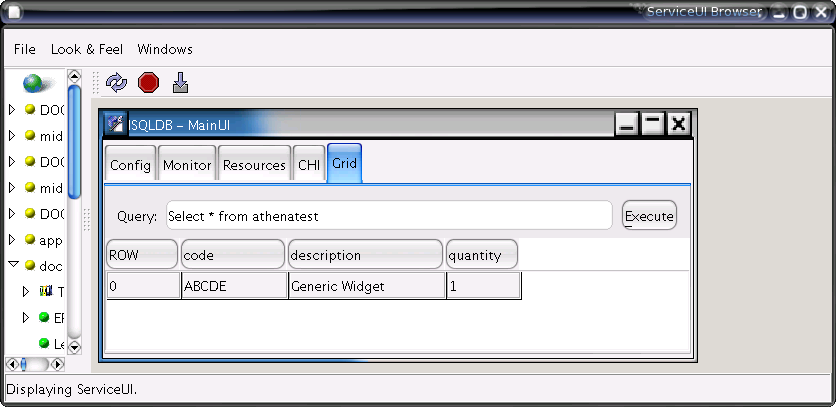 ServiceUI Browser
File Look & Feel Windows
DOC
mid
DOC
mid
DOC
app
doc
T
Le
ISQLDB - MainUI
Config Monitor Resources CHI Grid
Query: Select * from athenatest Execute
ROW code description quantity
0 ABCDE Generic Widget 1
Displaying ServiceUI.